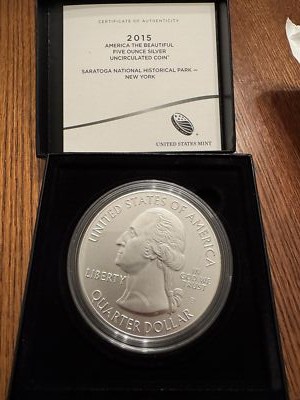 CERTIFICATE OF AUTHENTICITY
2015
AMERICA THE BEAUTIFUL
FIVE OUNCE SILVER
UNCIRCULATED COIN™
SARATOGA NATIONAL HISTORICAL PARK —
NEW YORK
UNITED STATES MINT
UNITED STATES OF AMERICA
LIBERTY
IN
GOD WE
TRUST
QUARTER DOLLAR